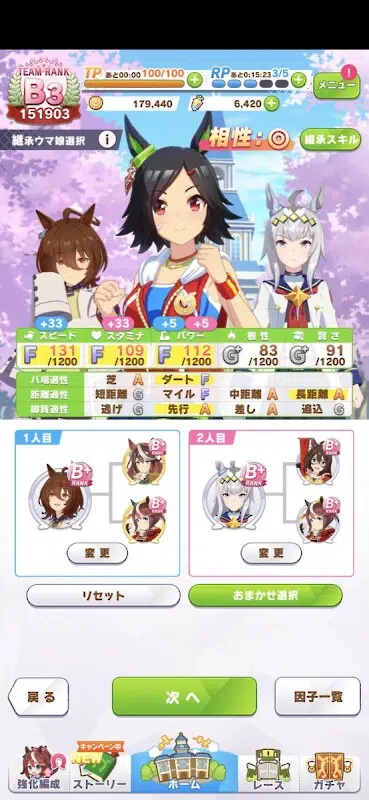 TEAM RANK
B3
151903
TP あと00:00 100/100
RP あと0:15:23 3/5
メニュー
179,440
6,420
継承ウマ娘選択
相性:◎
継承スキル
+33
+33
+5
+5
スピード スタミナ パワー 根性 賢さ
F 131 /1200
F 109 /1200
F 112 /1200
G 83 /1200
G+ 91 /1200
バ場適性 芝 A ダート F
距離適性 短距離 G マイル F 中距離 A 長距離 A
脚質適性 逃げ G 先行 A 差し A 追込 G
1人目
B+ RANK
B+ RANK
B+ RANK
変更
2人目
B+ RANK
B+ RANK
B+ RANK
変更
リセット
おまかせ選択
戻る
次へ
因子一覧
キャンペーン中
NEW
強化編成
ストーリー
ホーム
レース
ガチャ